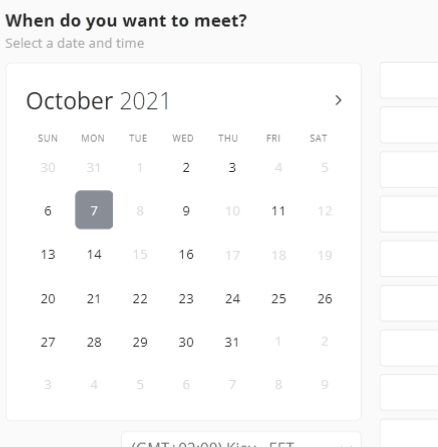 When do you want to meet?
Select a date and time
October 2021
SUN MON TUE WED THU FRI SAT
30 31 1 2 3 4 5
6 7 8 9 10 11 12
13 14 15 16 17 18 19
20 21 22 23 24 25 26
27 28 29 30 31 1 2
3 4 5 6 7 8 9